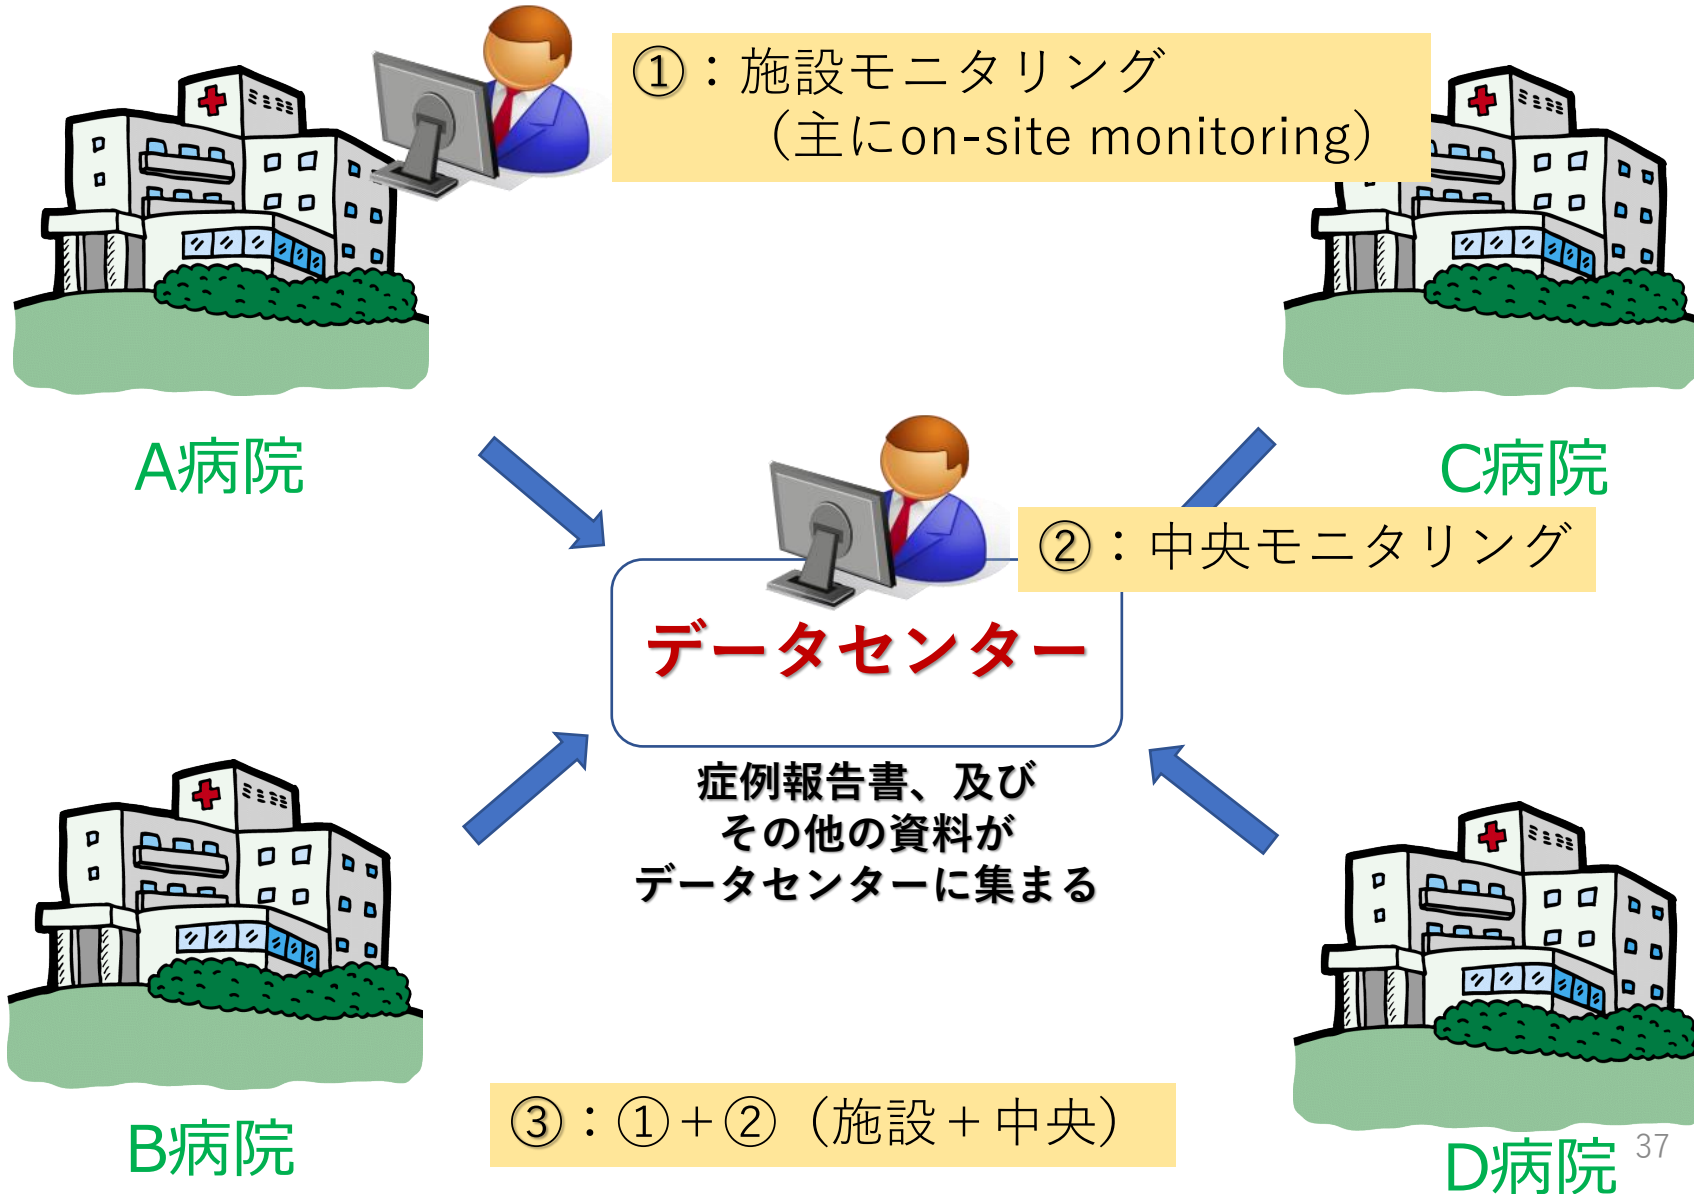 ①：施設モニタリング
（主にon-site monitoring）
A病院
C病院
②：中央モニタリング
データセンター
症例報告書、及び
その他の資料が
データセンターに集まる
③：①＋②（施設＋中央）
B病院
D病院
37